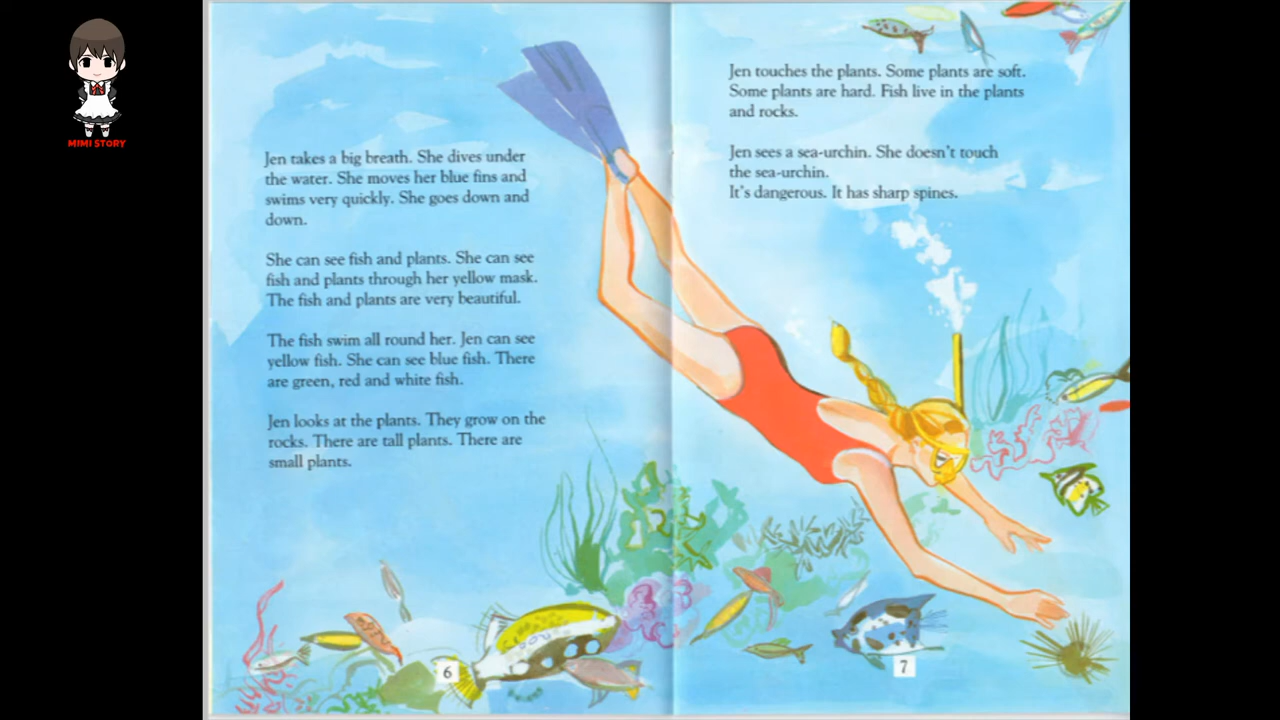 MIMI STORY
Jen takes a big breath. She dives under
the water. She moves her blue fins and
swims very quickly. She goes down and
down.
She can see fish and plants. She can see
fish and plants through her yellow mask.
The fish and plants are very beautiful.
The fish swim all round her. Jen can see
yellow fish. She can see blue fish. There
are green, red and white fish.
Jen looks at the plants. They grow on the
rocks. There are tall plants. There are
small plants.
6
Jen touches the plants. Some plants are soft.
Some plants are hard. Fish live in the plants
and rocks.
Jen sees a sea-urchin. She doesn't touch
the sea-urchin.
It's dangerous. It has sharp spines.
7